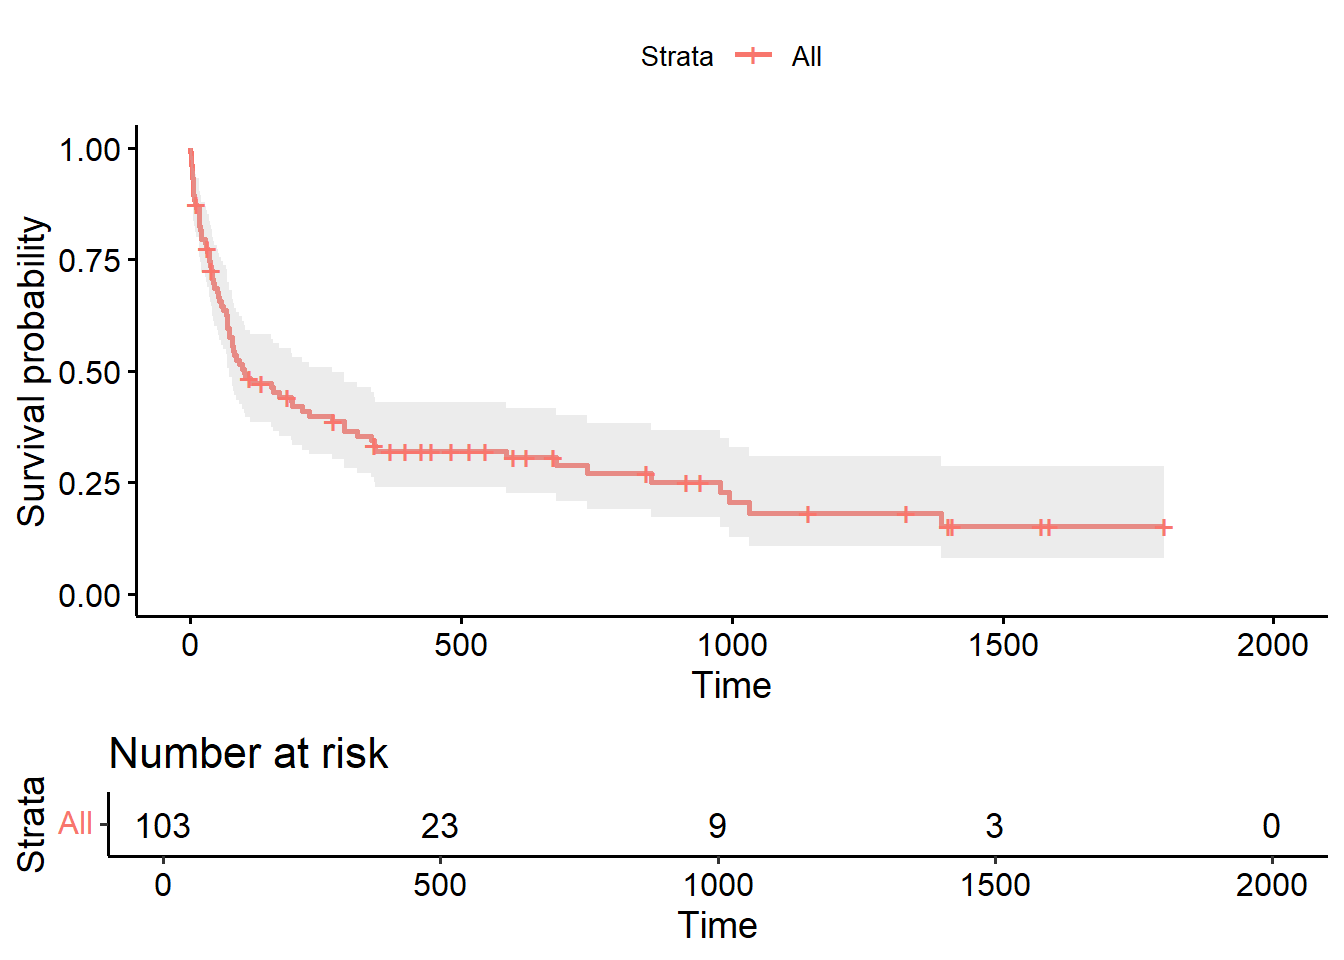 Strata All
1.00
0.75
0.50
0.25
0.00
Survival probability
0 500 1000 1500 2000
Time
Number at risk
Strata
All 103 23 9 3 0
0 500 1000 1500 2000
Time